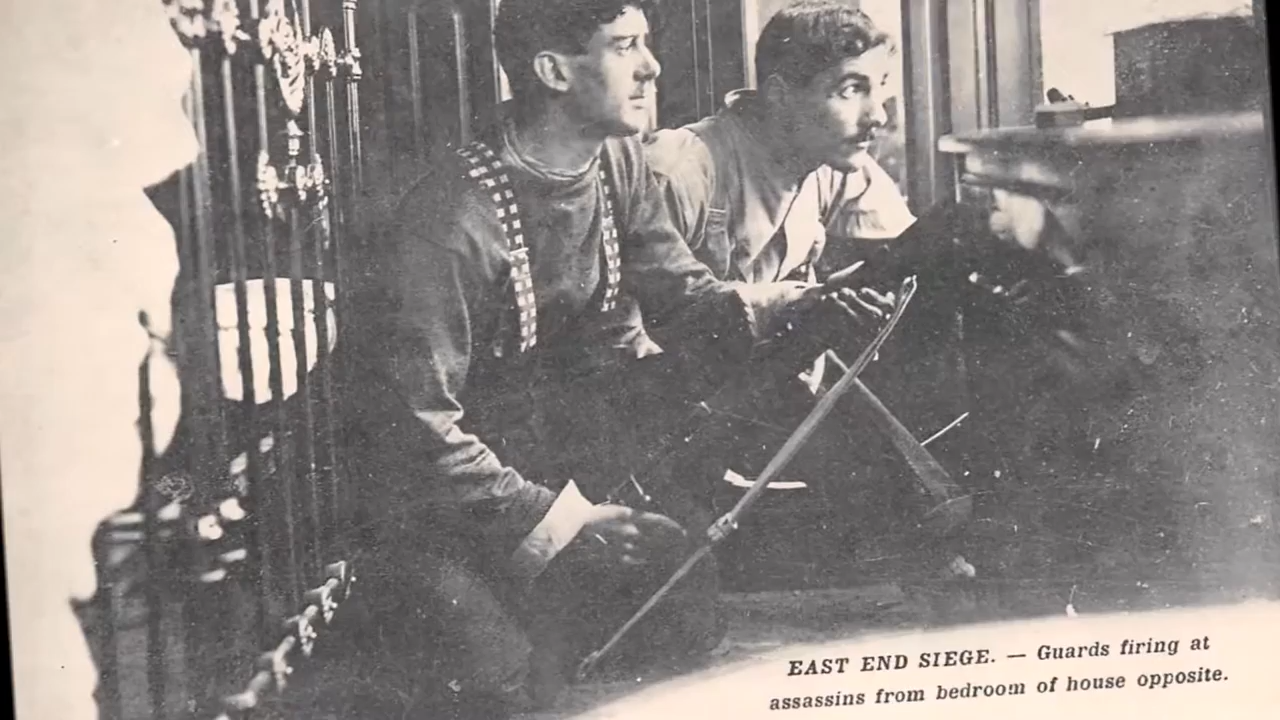 EAST END SIEGE. — Guards firing at
assassins from bedroom of house opposite.